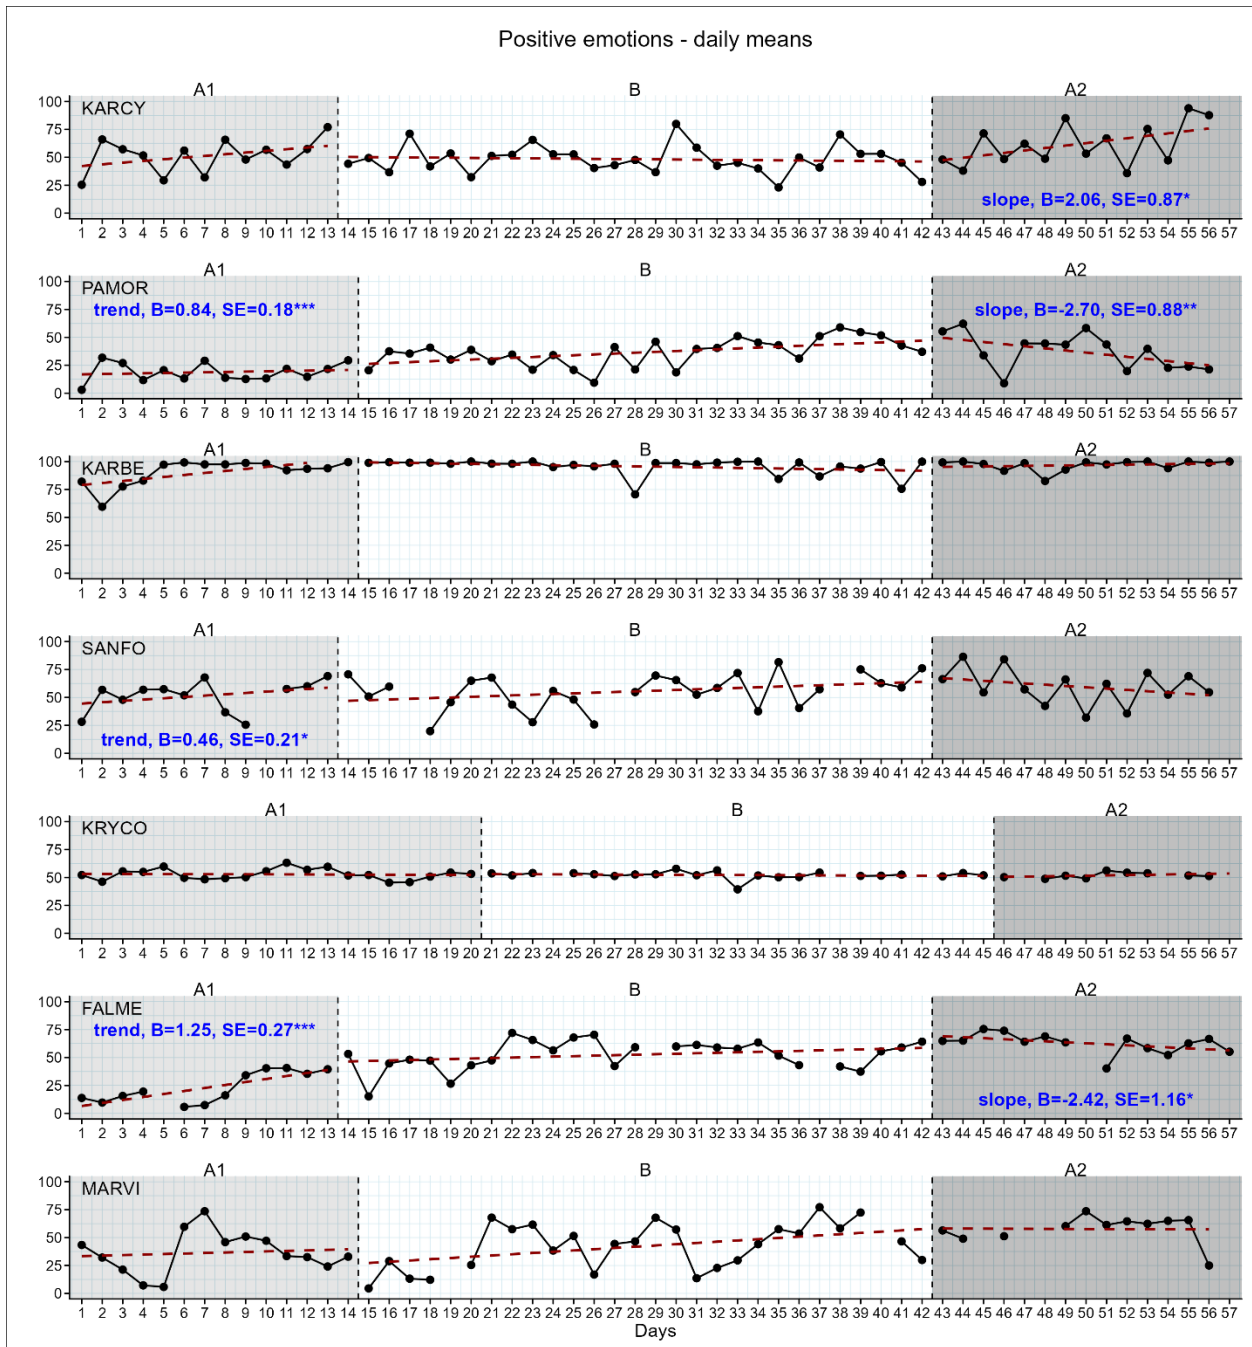 Positive emotions - daily means
A1 B A2
KARCY
100
75
50
25
0
slope, B=2.06, SE=0.87*
1 2 3 4 5 6 7 8 9 10 11 12 13 14 15 16 17 18 19 20 21 22 23 24 25 26 27 28 29 30 31 32 33 34 35 36 37 38 39 40 41 42 43 44 45 46 47 48 49 50 51 52 53 54 55 56 57
A1 B A2
PAMOR
100
75
50
25
0
trend, B=0.84, SE=0.18*** slope, B=-2.70, SE=0.88**
1 2 3 4 5 6 7 8 9 10 11 12 13 14 15 16 17 18 19 20 21 22 23 24 25 26 27 28 29 30 31 32 33 34 35 36 37 38 39 40 41 42 43 44 45 46 47 48 49 50 51 52 53 54 55 56 57
A1 B A2
KARBE
100
75
50
25
0
1 2 3 4 5 6 7 8 9 10 11 12 13 14 15 16 17 18 19 20 21 22 23 24 25 26 27 28 29 30 31 32 33 34 35 36 37 38 39 40 41 42 43 44 45 46 47 48 49 50 51 52 53 54 55 56 57
A1 B A2
SANFO
100
75
50
25
0
trend, B=0.46, SE=0.21*
1 2 3 4 5 6 7 8 9 10 11 12 13 14 15 16 17 18 19 20 21 22 23 24 25 26 27 28 29 30 31 32 33 34 35 36 37 38 39 40 41 42 43 44 45 46 47 48 49 50 51 52 53 54 55 56 57
A1 B A2
KRYCO
100
75
50
25
0
1 2 3 4 5 6 7 8 9 10 11 12 13 14 15 16 17 18 19 20 21 22 23 24 25 26 27 28 29 30 31 32 33 34 35 36 37 38 39 40 41 42 43 44 45 46 47 48 49 50 51 52 53 54 55 56 57
A1 B A2
FALME
100
75
50
25
0
trend, B=1.25, SE=0.27***
slope, B=-2.42, SE=1.16*
1 2 3 4 5 6 7 8 9 10 11 12 13 14 15 16 17 18 19 20 21 22 23 24 25 26 27 28 29 30 31 32 33 34 35 36 37 38 39 40 41 42 43 44 45 46 47 48 49 50 51 52 53 54 55 56 57
A1 B A2
MARVI
100
75
50
25
0
1 2 3 4 5 6 7 8 9 10 11 12 13 14 15 16 17 18 19 20 21 22 23 24 25 26 27 28 29 30 31 32 33 34 35 36 37 38 39 40 41 42 43 44 45 46 47 48 49 50 51 52 53 54 55 56 57
Days